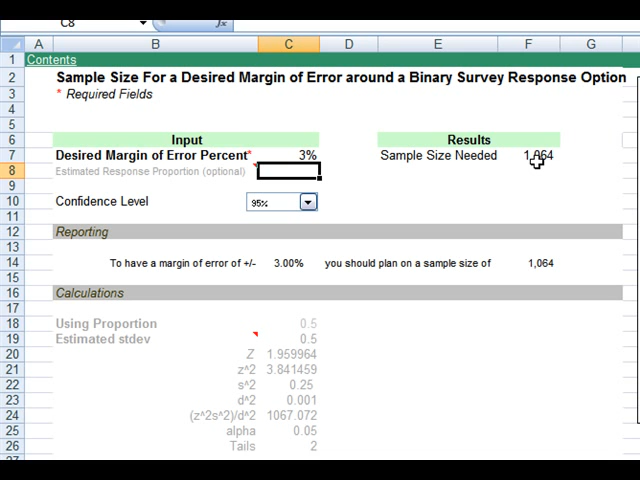 C8 fx
A B C D E F G
1 Contents
2 Sample Size For a Desired Margin of Error around a Binary Survey Response Option
3 * Required Fields
4
5
6 Input Results
7 Desired Margin of Error Percent* 3% Sample Size Needed 1,064
8 Estimated Response Proportion (optional)
9
10 Confidence Level 95%
11
12 Reporting
13
14 To have a margin of error of +/- 3.00% you should plan on a sample size of 1,064
15
16 Calculations
17
18 Using Proportion 0.5
19 Estimated stdev 0.5
20 Z 1.959964
21 z^2 3.841459
22 s^2 0.25
23 d^2 0.001
24 (z^2s^2)/d^2 1067.072
25 alpha 0.05
26 Tails 2
27